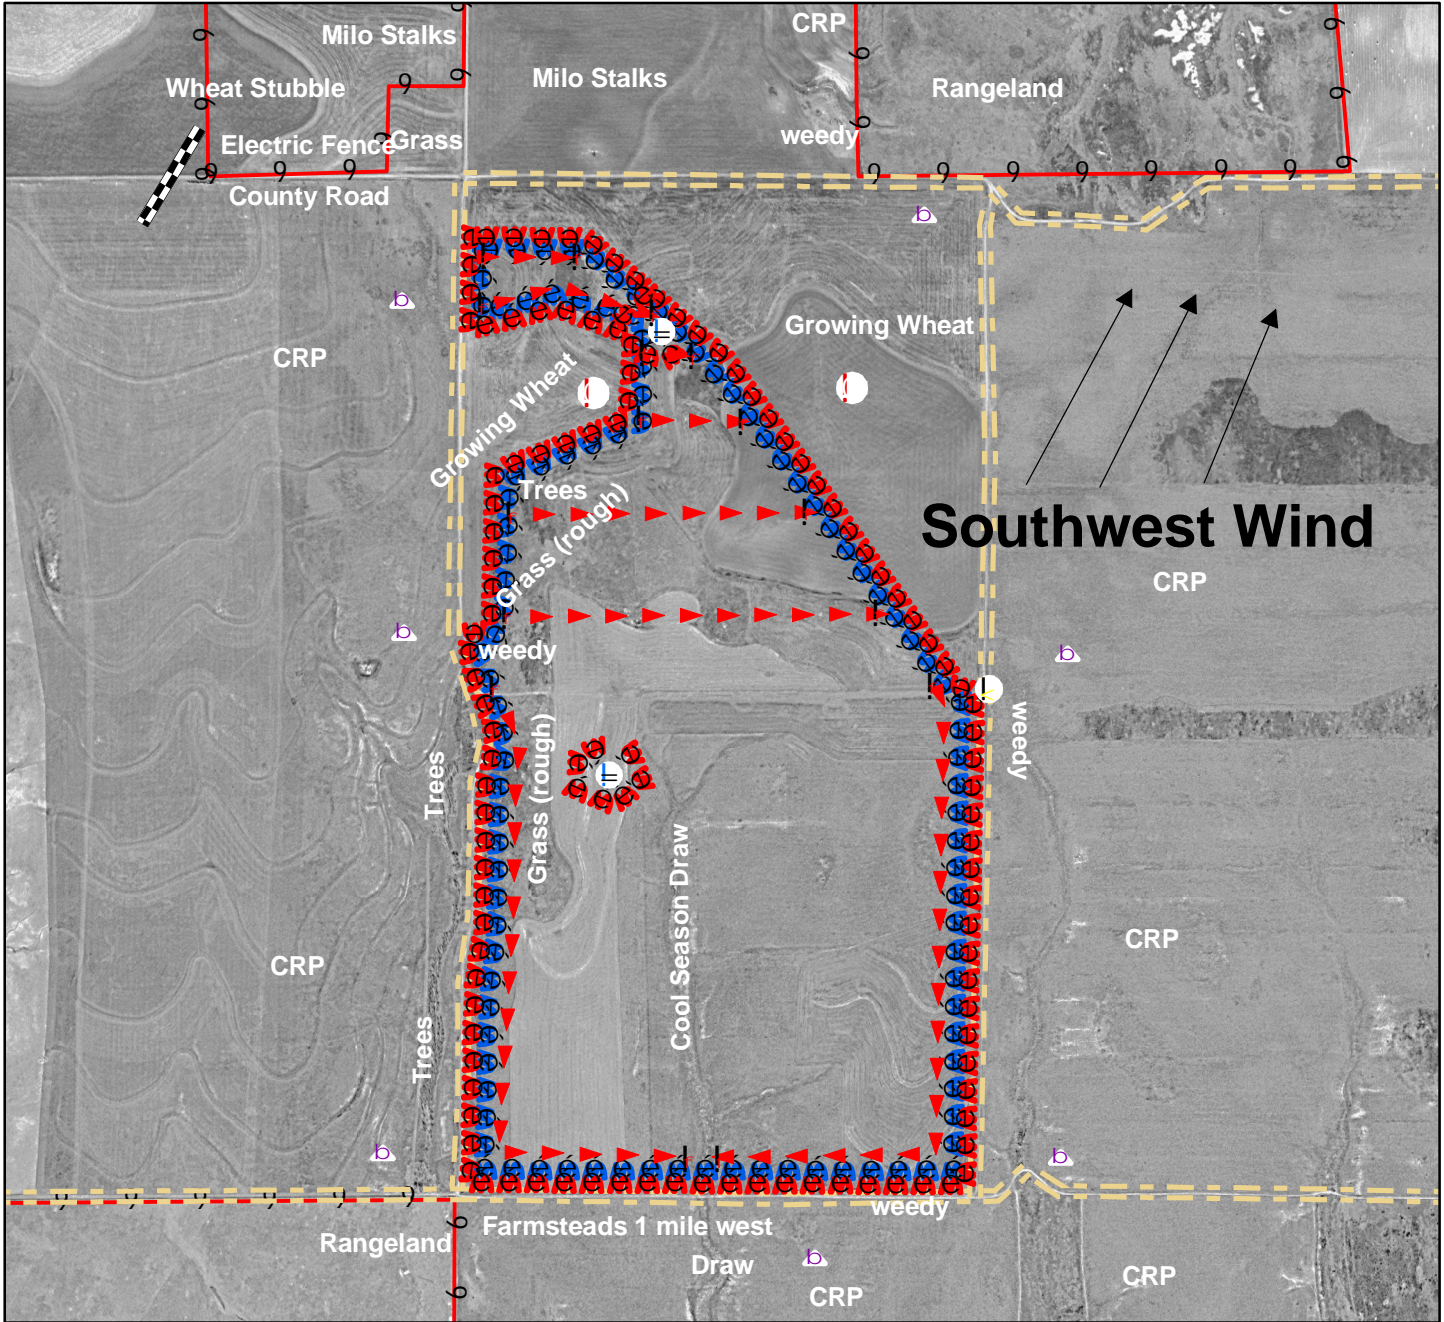 Milo Stalks
CRP
Wheat Stubble
Milo Stalks
Rangeland
Electric Fence
Grass
weedy
County Road
Growing Wheat
CRP
Growing Wheat
Trees
Grass (rough)
Southwest Wind
CRP
weedy
weedy
Trees
Grass (rough)
Cool Season Draw
CRP
CRP
Trees
weedy
Farmsteads 1 mile west
Rangeland
Draw
CRP
CRP